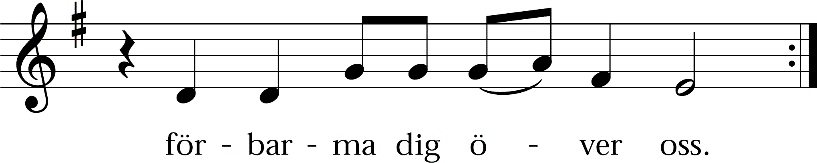 för - bar - ma dig ö - ver oss.